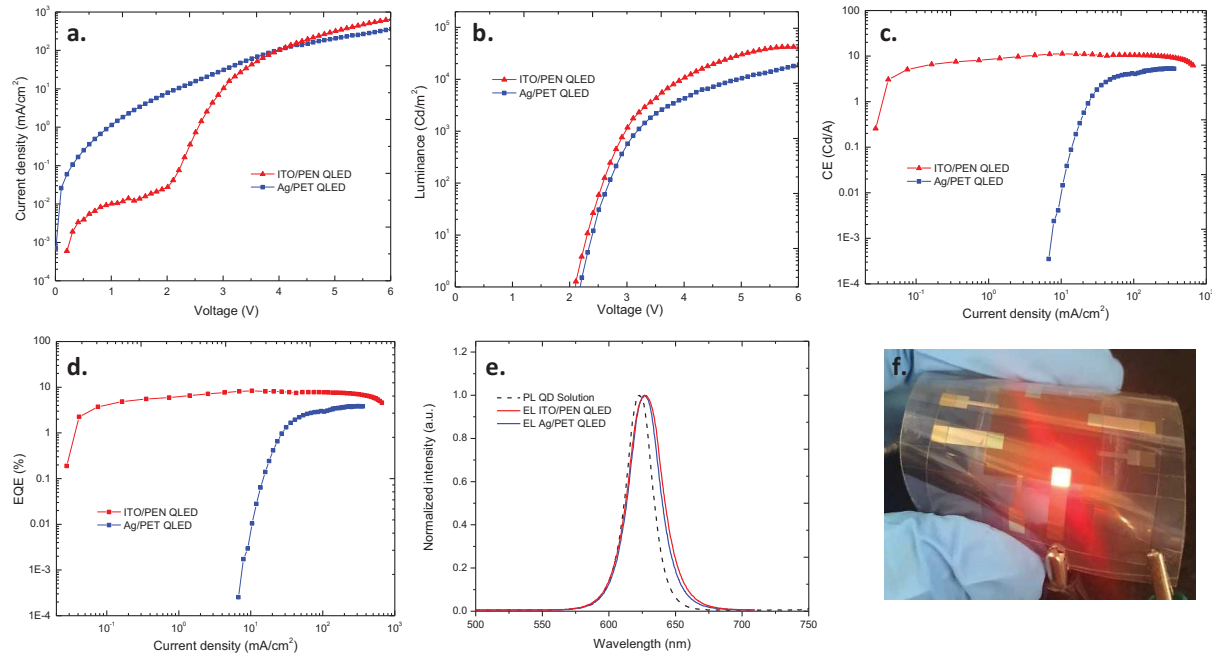 a.
10³
10²
10¹
10⁰
10⁻¹
10⁻²
10⁻³
10⁻⁴
Current density (mA/cm²)
ITO/PEN QLED
Ag/PET QLED
0 1 2 3 4 5 6
Voltage (V)
b.
10⁵
10⁴
10³
10²
10¹
10⁰
Luminance (Cd/m²)
ITO/PEN QLED
Ag/PET QLED
0 1 2 3 4 5 6
Voltage (V)
c.
100
10
1
0.1
0.01
1E-3
1E-4
CE (Cd/A)
ITO/PEN QLED
Ag/PET QLED
10⁻¹ 10⁰ 10¹ 10² 10³
Current density (mA/cm²)
d.
100
10
1
0.1
0.01
1E-3
1E-4
EQE (%)
ITO/PEN QLED
Ag/PET QLED
10⁻¹ 10⁰ 10¹ 10² 10³
Current density (mA/cm²)
e.
1.2
1.0
0.8
0.6
0.4
0.2
0.0
Normalized intensity (a.u.)
PL QD Solution
EL ITO/PEN QLED
EL Ag/PET QLED
500 550 600 650 700 750
Wavelength (nm)
f.